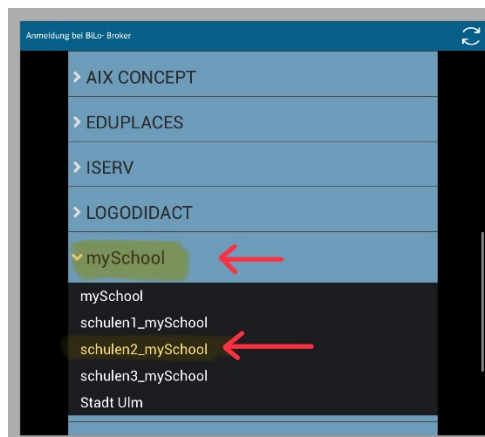 Anmeldung bei BiLo- Broker
AIX CONCEPT
EDUPLACES
ISERV
LOGODIDACT
mySchool
mySchool
schulen1_mySchool
schulen2_mySchool
schulen3_mySchool
Stadt Ulm